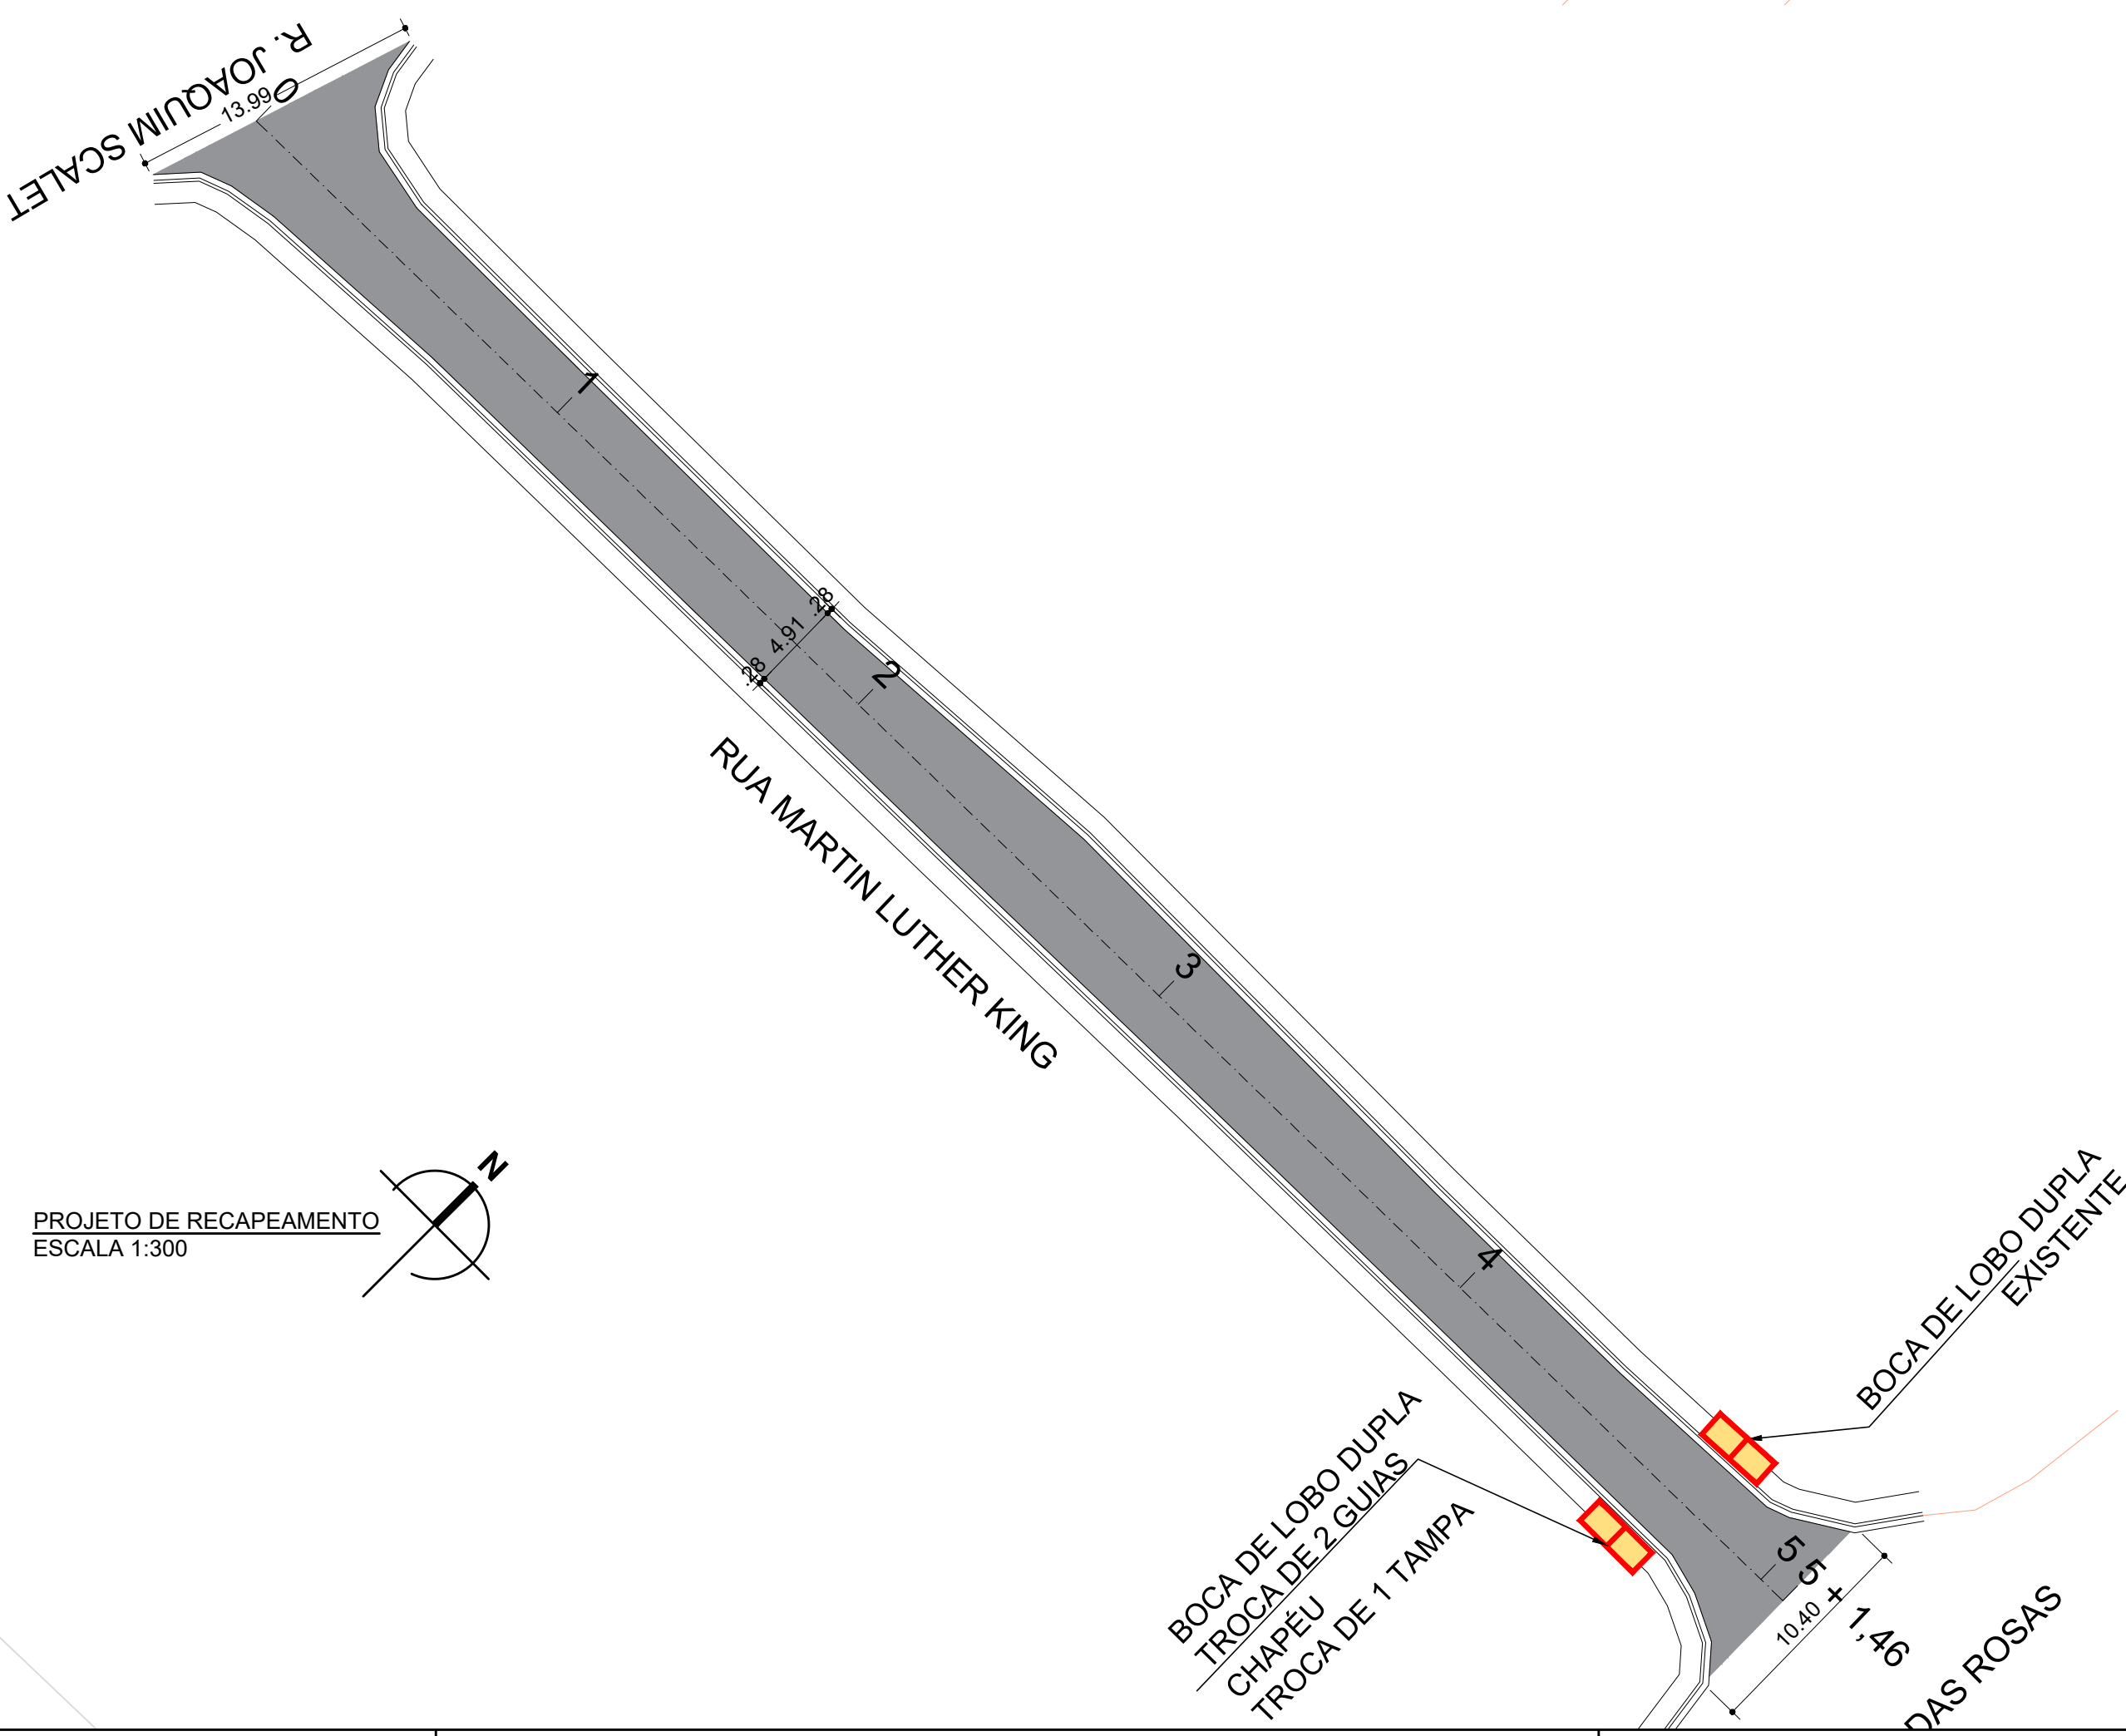 R. JOAQUIM SCALET
13.99
0
1
.28
4.91
.28
2
RUA MARTIN LUTHER KING
3
4
N
PROJETO DE RECAPEAMENTO
ESCALA 1:300
BOCA DE LOBO DUPLA
EXISTENTE
BOCA DE LOBO DUPLA
TROCA DE 2 GUIAS
CHAPÉU
TROCA DE 1 TAMPA
5
5 + 1,46
10.40
DAS ROSAS